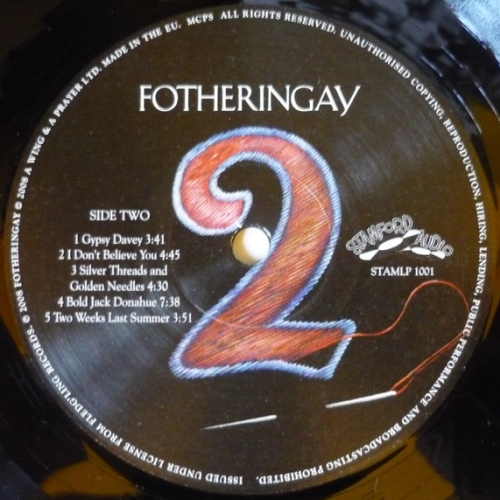 FOTHERINGAY
2
SIDE TWO
1 Gypsy Davey 3:41
2 I Don't Believe You 4:45
3 Silver Threads and
Golden Needles 4:30
4 Bold Jack Donahue 7:38
5 Two Weeks Last Summer 3:51
STAMFORD AUDIO
STAMLP 1001
℗ 2008 FOTHERINGAY © 2008 A WING & A PRAYER LTD. MADE IN THE EU. MCPS ALL RIGHTS RESERVED. UNAUTHORISED COPYING, REPRODUCTION, HIRING, LENDING PUBLIC PERFORMANCE AND BROADCASTING PROHIBITED. ISSUED UNDER LICENSE FROM FLEDG'LING RECORDS.